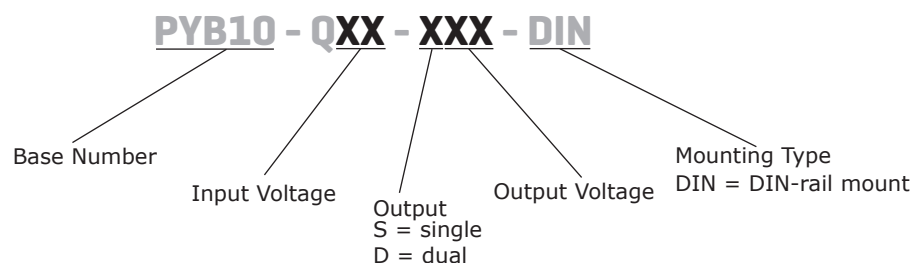 PYB10 - QXX - XXX - DIN
Base Number
Input Voltage
Output
S = single
D = dual
Output Voltage
Mounting Type
DIN = DIN-rail mount